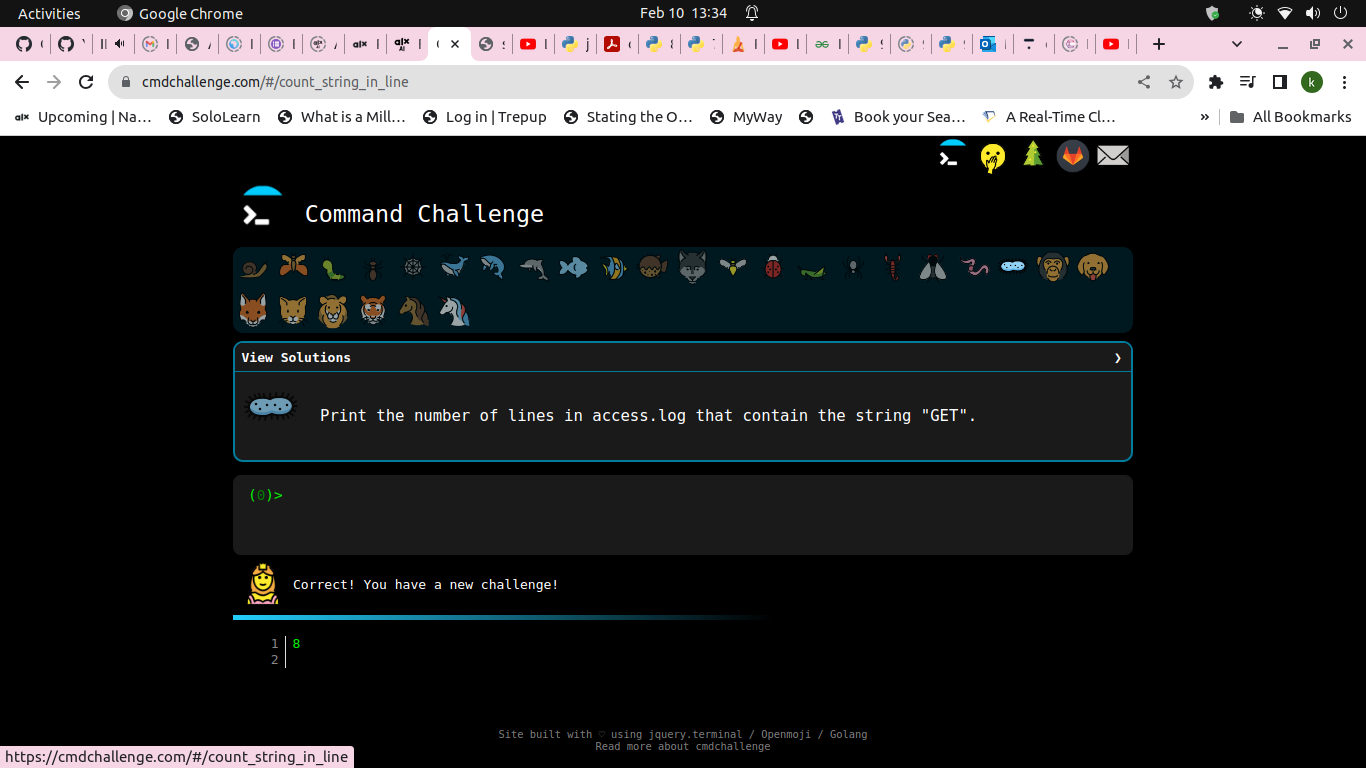 Activities
Google Chrome
Feb 10 13:34
cmdchallenge.com/#/count_string_in_line
k
Upcoming | Na…
SoloLearn
What is a Mill…
Log in | Trepup
Stating the O…
MyWay
Book your Sea…
A Real-Time Cl…
»
All Bookmarks
Command Challenge
View Solutions
Print the number of lines in access.log that contain the string "GET".
(0)>
Correct! You have a new challenge!
1 8
2
Site built with ♡ using jquery.terminal / Openmoji / Golang
Read more about cmdchallenge
https://cmdchallenge.com/#/count_string_in_line